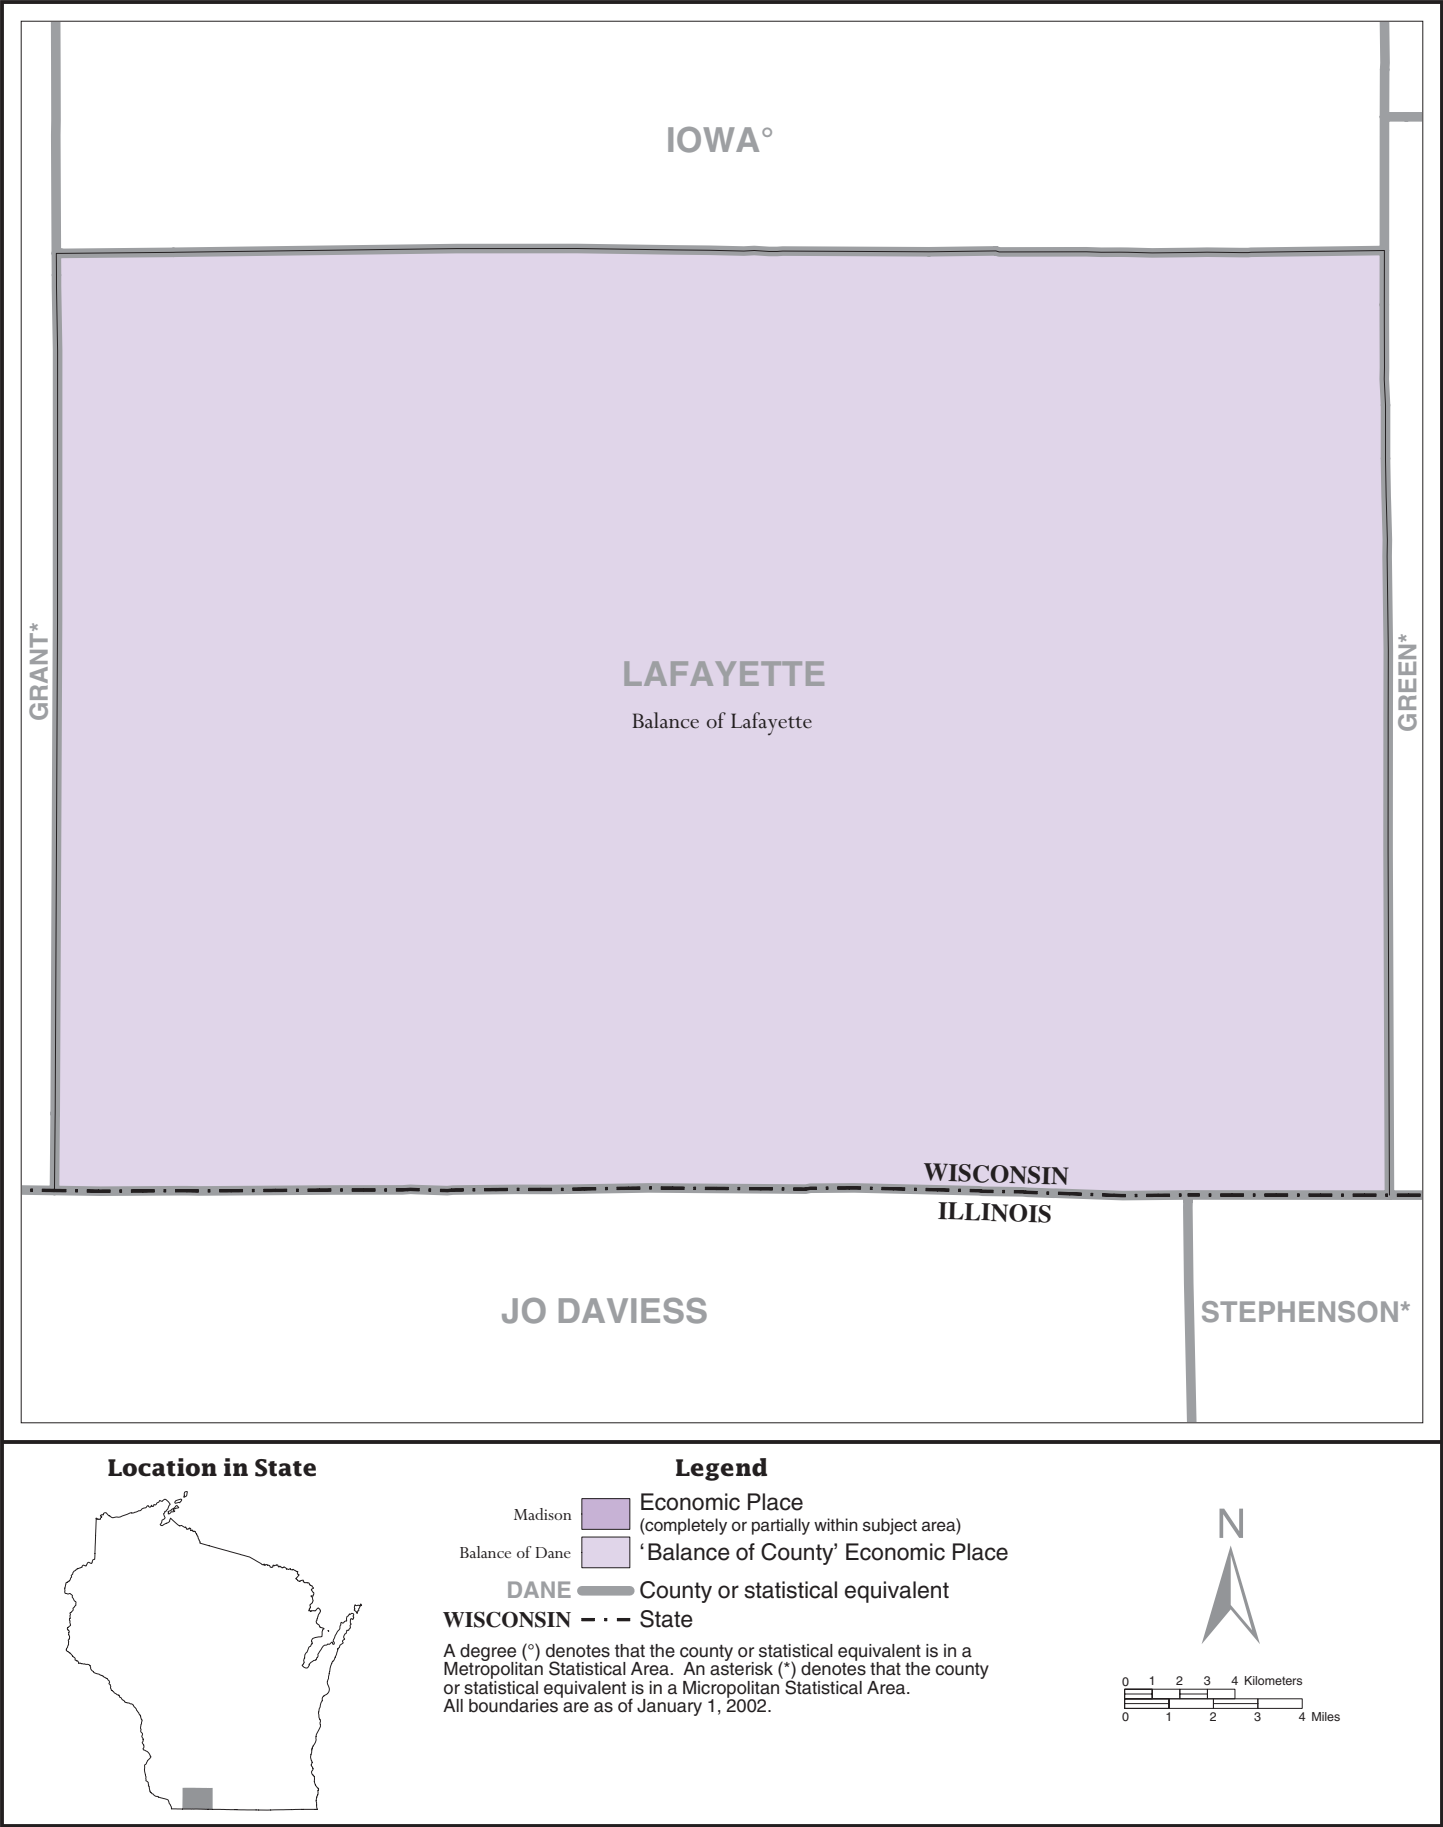 IOWA°
GRANT*
LAFAYETTE
Balance of Lafayette
GREEN*
WISCONSIN
ILLINOIS
JO DAVIESS
STEPHENSON*
Location in State
Legend
Madison
Economic Place
(completely or partially within subject area)
Balance of Dane
‘Balance of County’ Economic Place
DANE
County or statistical equivalent
WISCONSIN
State
A degree (°) denotes that the county or statistical equivalent is in a
Metropolitan Statistical Area. An asterisk (*) denotes that the county
or statistical equivalent is in a Micropolitan Statistical Area.
All boundaries are as of January 1, 2002.
N
0 1 2 3 4 Kilometers
0 1 2 3 4 Miles